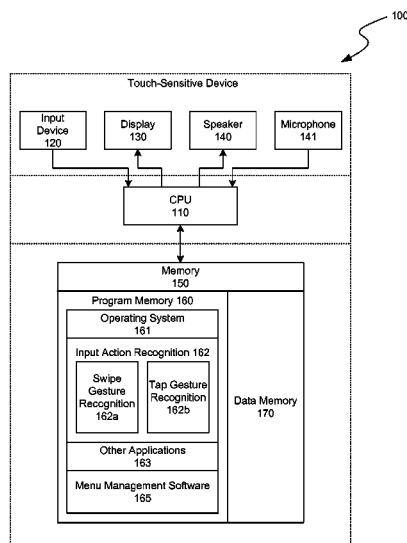 100
Touch-Sensitive Device
Input
Device
120
Display
130
Speaker
140
Microphone
141
CPU
110
Memory
150
Program Memory 160
Operating System
161
Input Action Recognition 162
Swipe
Gesture
Recognition
162a
Tap Gesture
Recognition
162b
Other Applications
163
Menu Management Software
165
Data Memory
170